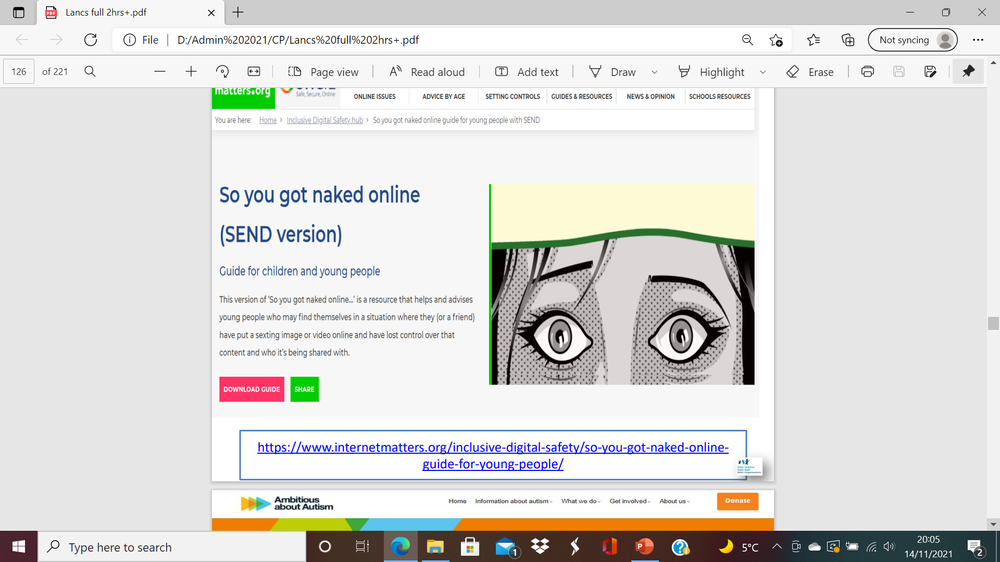 Lancs full 2hrs+.pdf
File
D:/Admin%202021/CP/Lancs%20full%202hrs+.pdf
Not syncing
126 of 221
Page view
Read aloud
Add text
Draw
Highlight
Erase
matters.org
Safe, Secure, Online
ONLINE ISSUES
ADVICE BY AGE
SETTING CONTROLS
GUIDES & RESOURCES
NEWS & OPINION
SCHOOLS RESOURCES
You are here: Home > Inclusive Digital Safety hub > So you got naked online guide for young people with SEND
So you got naked online
(SEND version)
Guide for children and young people
This version of ‘So you got naked online...’ is a resource that helps and advises
young people who may find themselves in a situation where they (or a friend)
have put a sexting image or video online and have lost control over that
content and who it’s being shared with.
DOWNLOAD GUIDE
SHARE
https://www.internetmatters.org/inclusive-digital-safety/so-you-got-naked-online-
guide-for-young-people/
Safer Children
Safer Staff
Safer Organisations
Ambitious
about Autism
Home
Information about autism
What we do
Get involved
About us
Donate
Type here to search
1
5°C
20:05
14/11/2021
2